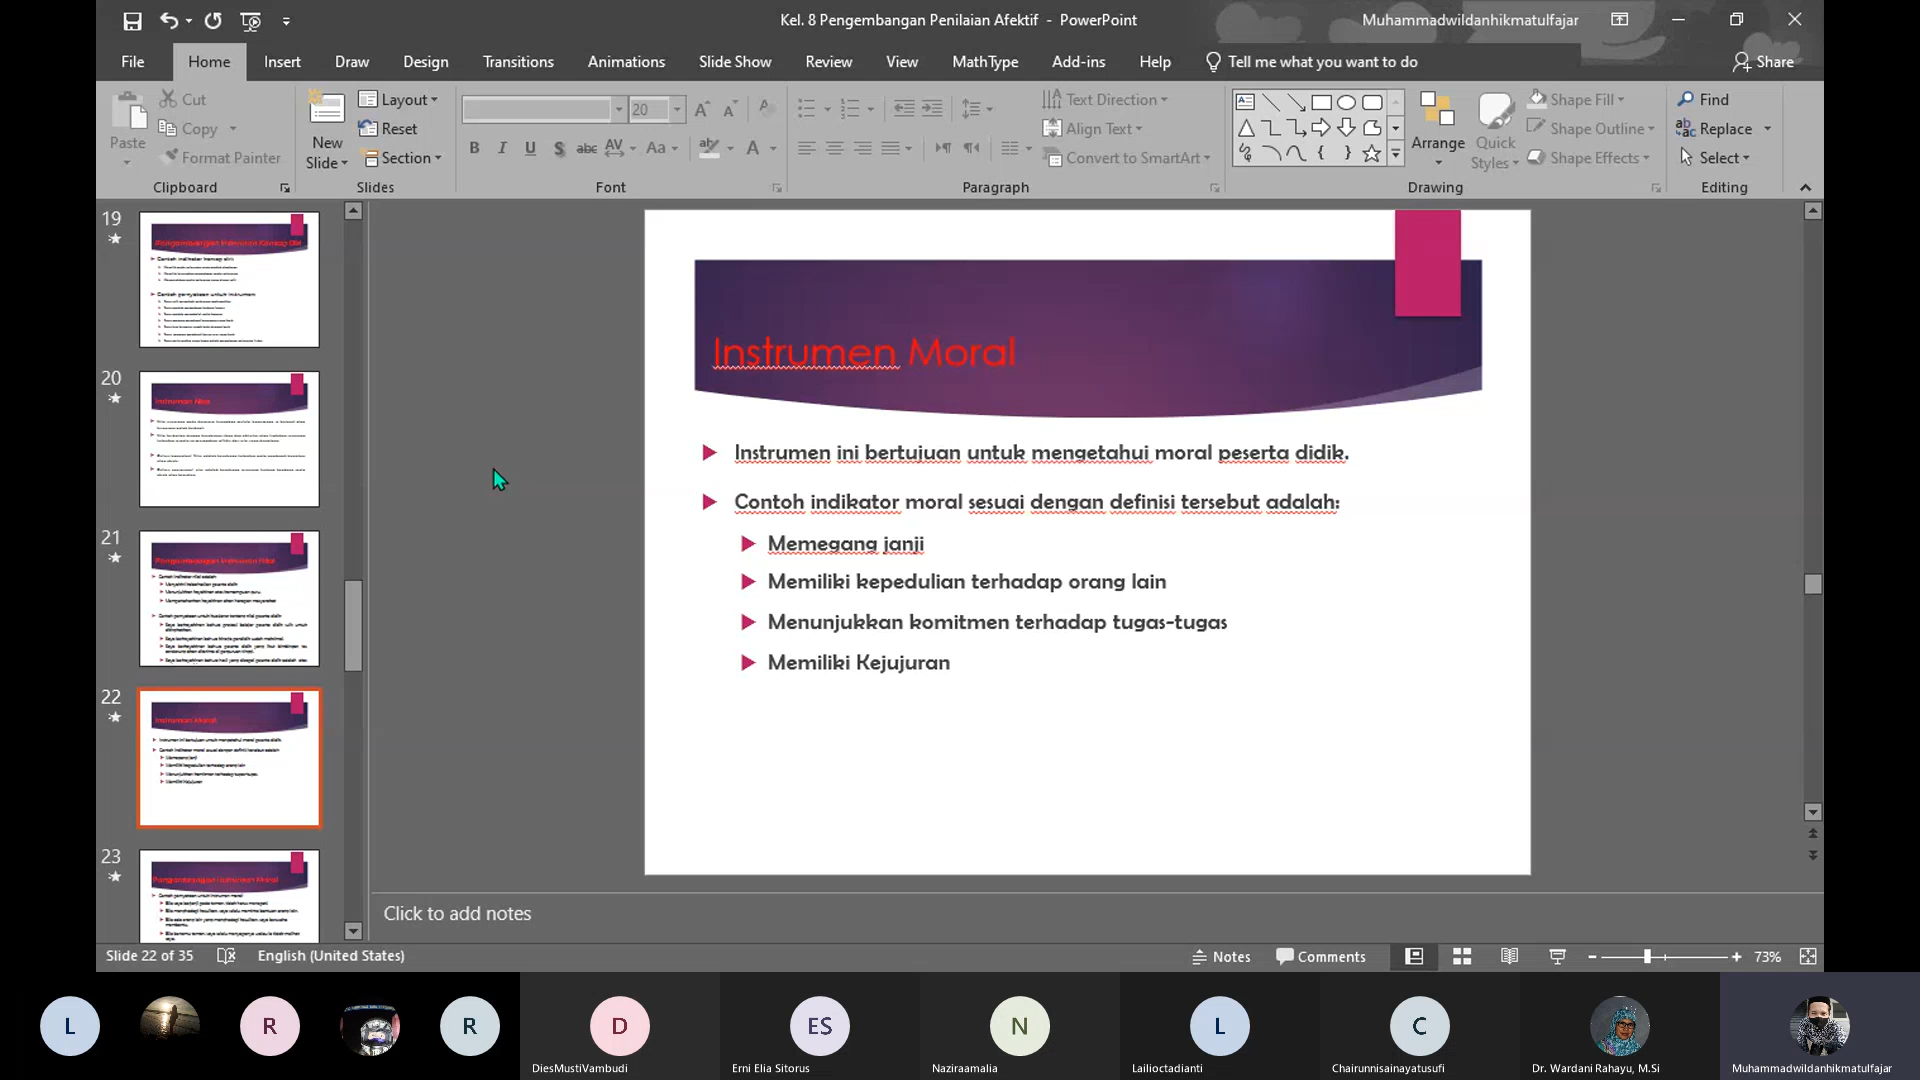 Kel. 8 Pengembangan Penilaian Afektif - PowerPoint
Muhammadwildanhikmatulfajar
File Home Insert Draw Design Transitions Animations Slide Show Review View MathType Add-ins Help Tell me what you want to do Share
Paste
Cut
Copy
Format Painter
Clipboard
New Slide
Layout
Reset
Section
Slides
20
Font
Text Direction
Align Text
Convert to SmartArt
Paragraph
Arrange
Quick Styles
Shape Fill
Shape Outline
Shape Effects
Drawing
Find
Replace
Select
Editing
19
20
21
22
23
Instrumen Moral
Instrumen ini bertujuan untuk mengetahui moral peserta didik.
Contoh indikator moral sesuai dengan definisi tersebut adalah:
Memegang janji
Memiliki kepedulian terhadap orang lain
Menunjukkan komitmen terhadap tugas-tugas
Memiliki Kejujuran
Click to add notes
Slide 22 of 35 English (United States) Notes Comments 73%
L R R D ES N L C
DiesMustiVambudi Erni Elia Sitorus Naziraamalia Lailioctadianti Chairunnisainayatusufi Dr. Wardani Rahayu, M.Si Muhammadwildanhikmatulfajar